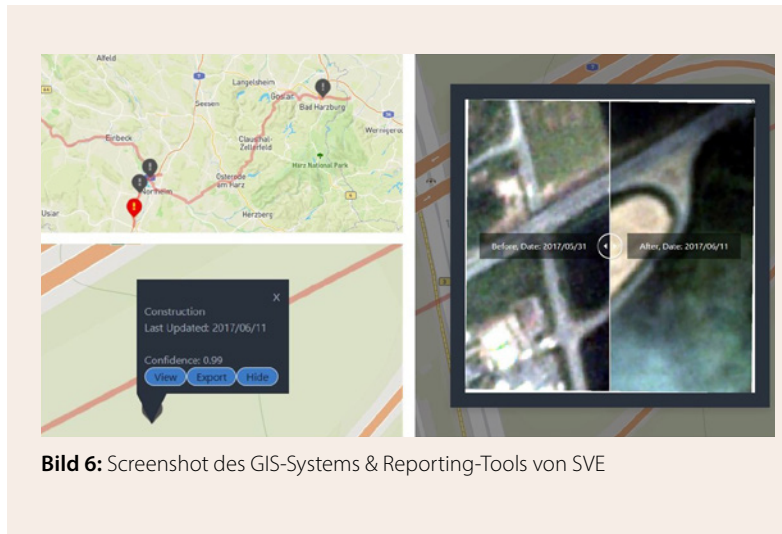 Alfeld
Langelsheim
Goslar
Bad Harzburg
Seesen
Wernigerode
Einbeck
Clausthal-
Zellerfeld
Harz National Park
Osterode
am Harz
Northeim
Uslar
Herzberg
X
Construction
Last Updated: 2017/06/11
Confidence: 0.99
View Export Hide
Before, Date: 2017/05/31
After, Date: 2017/06/11
Bild 6: Screenshot des GIS-Systems & Reporting-Tools von SVE